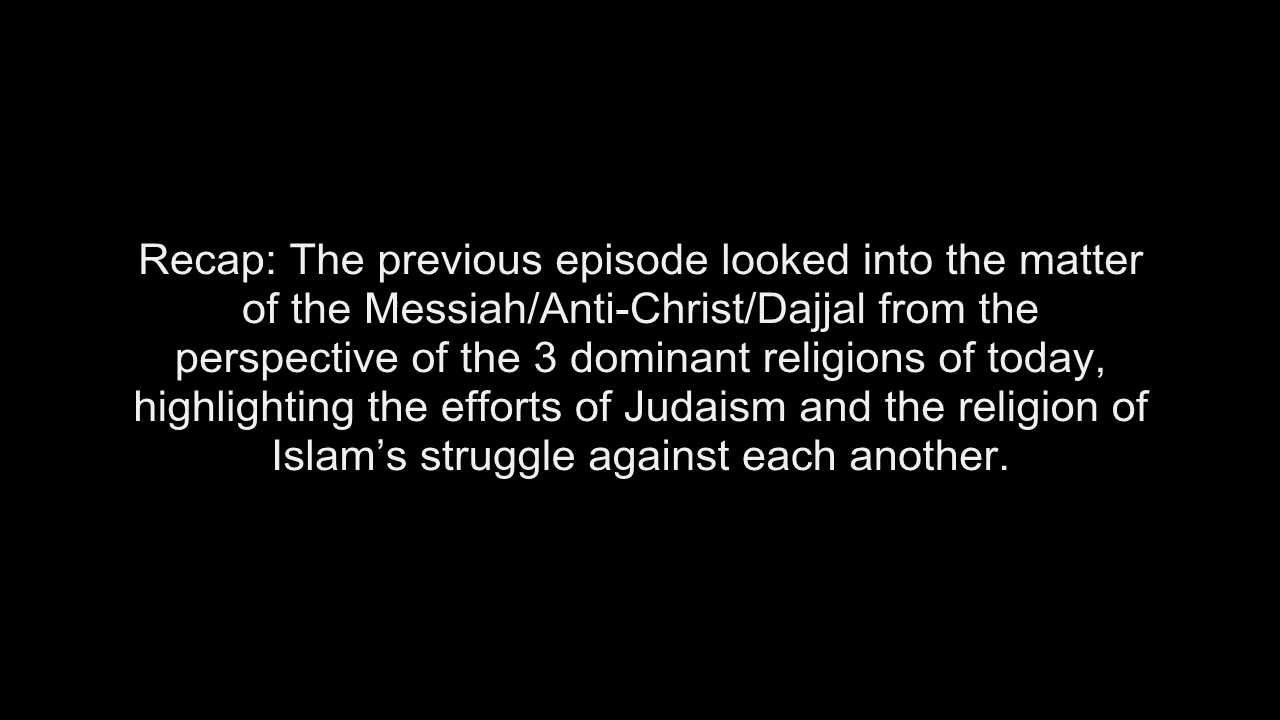 Recap: The previous episode looked into the matter
of the Messiah/Anti-Christ/Dajjal from the
perspective of the 3 dominant religions of today,
highlighting the efforts of Judaism and the religion of
Islam’s struggle against each another.